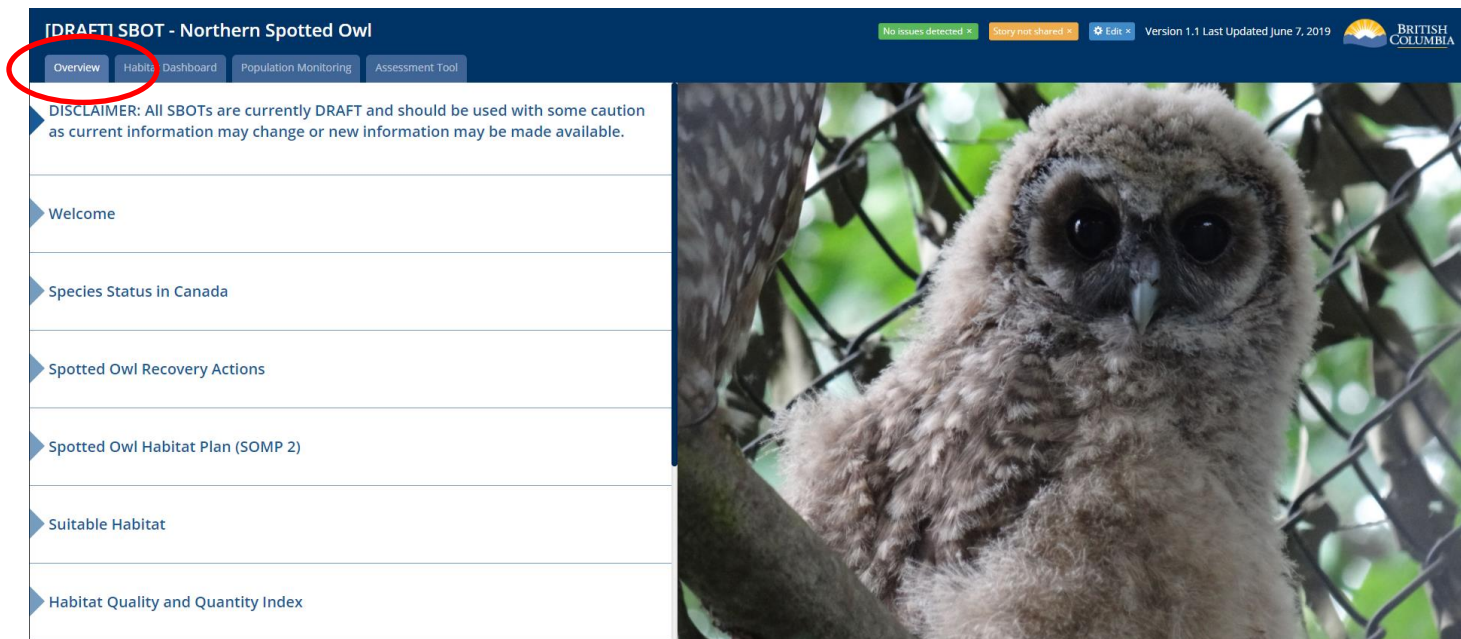 [DRAFT] SBOT - Northern Spotted Owl
No issues detected ×
Story not shared ×
Edit ×
Version 1.1 Last Updated June 7, 2019
BRITISH
COLUMBIA
Overview
Habitat Dashboard
Population Monitoring
Assessment Tool
DISCLAIMER: All SBOTs are currently DRAFT and should be used with some caution
as current information may change or new information may be made available.
Welcome
Species Status in Canada
Spotted Owl Recovery Actions
Spotted Owl Habitat Plan (SOMP 2)
Suitable Habitat
Habitat Quality and Quantity Index